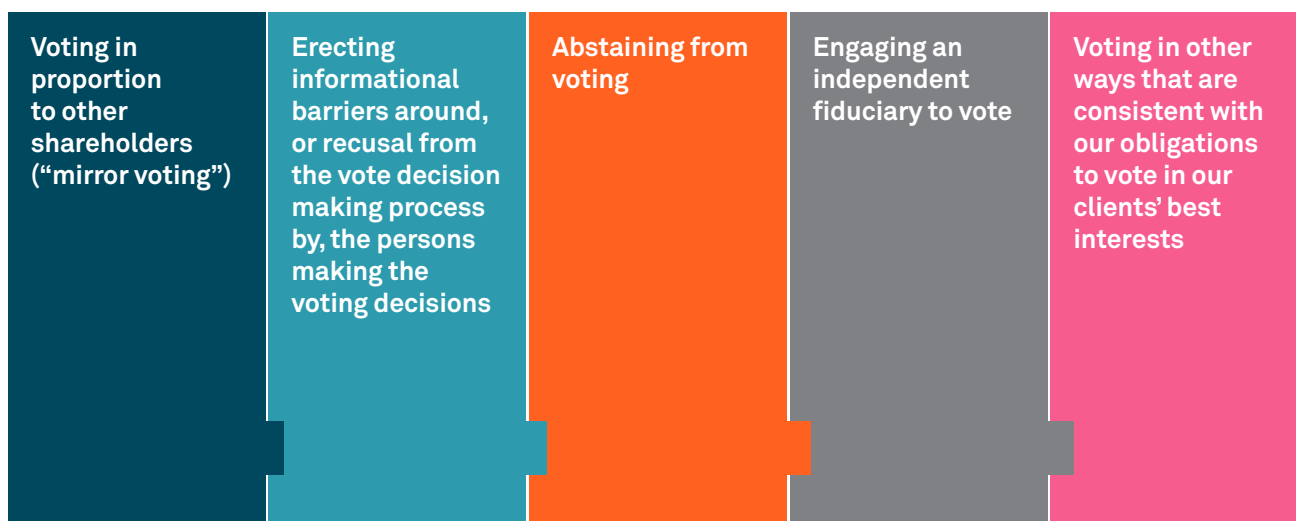 Voting in
proportion
to other
shareholders
(“mirror voting”)
Erecting
informational
barriers around,
or recusal from
the vote decision
making process
by, the persons
making the
voting decisions
Abstaining from
voting
Engaging an
independent
fiduciary to vote
Voting in other
ways that are
consistent with
our obligations
to vote in our
clients’ best
interests